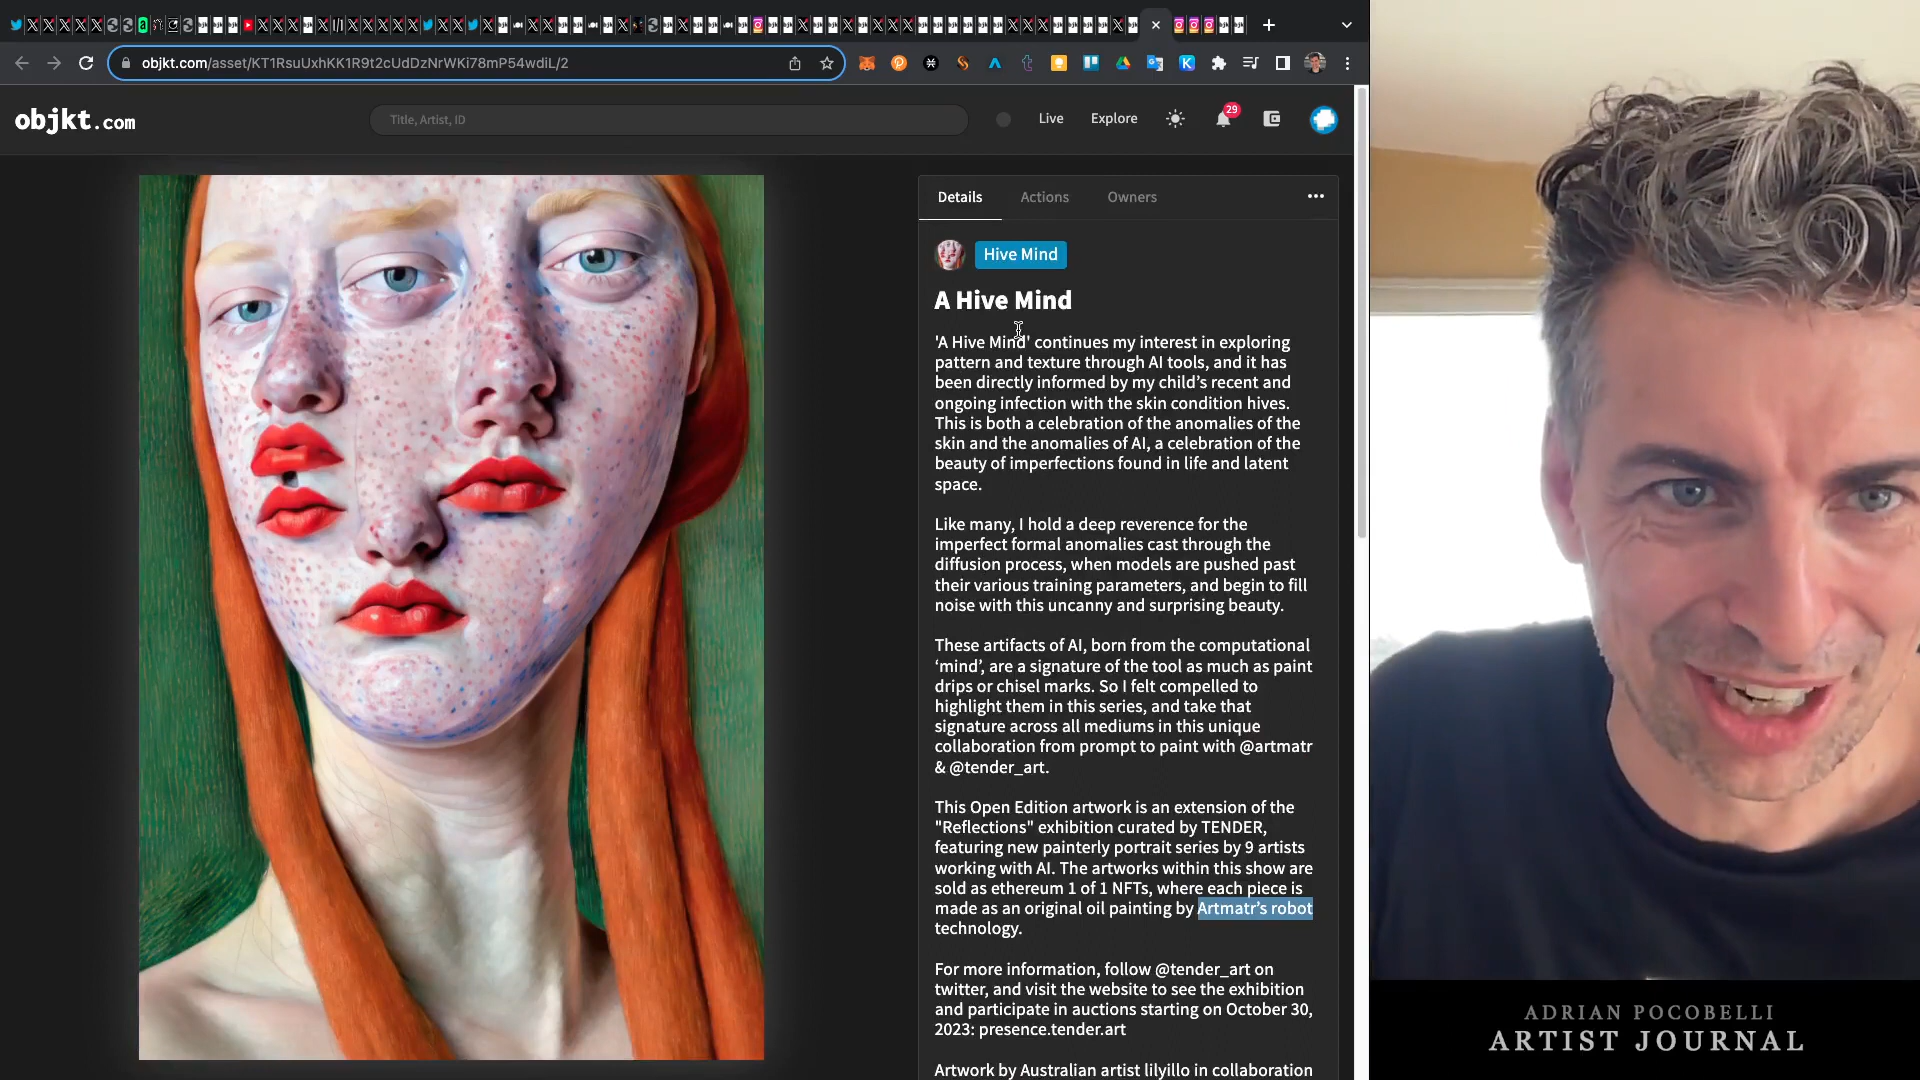 objkt.com/asset/KT1RsuUxhKK1R9t2cUdDzNrWKi78mP54wdiL/2
objkt.com
Title, Artist, ID
Live
Explore
29
Details
Actions
Owners
Hive Mind
A Hive Mind
'A Hive Mind' continues my interest in exploring
pattern and texture through AI tools, and it has
been directly informed by my child’s recent and
ongoing infection with the skin condition hives.
This is both a celebration of the anomalies of the
skin and the anomalies of AI, a celebration of the
beauty of imperfections found in life and latent
space.
Like many, I hold a deep reverence for the
imperfect formal anomalies cast through the
diffusion process, when models are pushed past
their various training parameters, and begin to fill
noise with this uncanny and surprising beauty.
These artifacts of AI, born from the computational
‘mind’, are a signature of the tool as much as paint
drips or chisel marks. So I felt compelled to
highlight them in this series, and take that
signature across all mediums in this unique
collaboration from prompt to paint with @artmatr
& @tender_art.
This Open Edition artwork is an extension of the
"Reflections" exhibition curated by TENDER,
featuring new painterly portrait series by 9 artists
working with AI. The artworks within this show are
sold as ethereum 1 of 1 NFTs, where each piece is
made as an original oil painting by Artmatr’s robot
technology.
For more information, follow @tender_art on
twitter, and visit the website to see the exhibition
and participate in auctions starting on October 30,
2023: presence.tender.art
Artwork by Australian artist lilyillo in collaboration
ADRIAN POCOBELLI
ARTIST JOURNAL